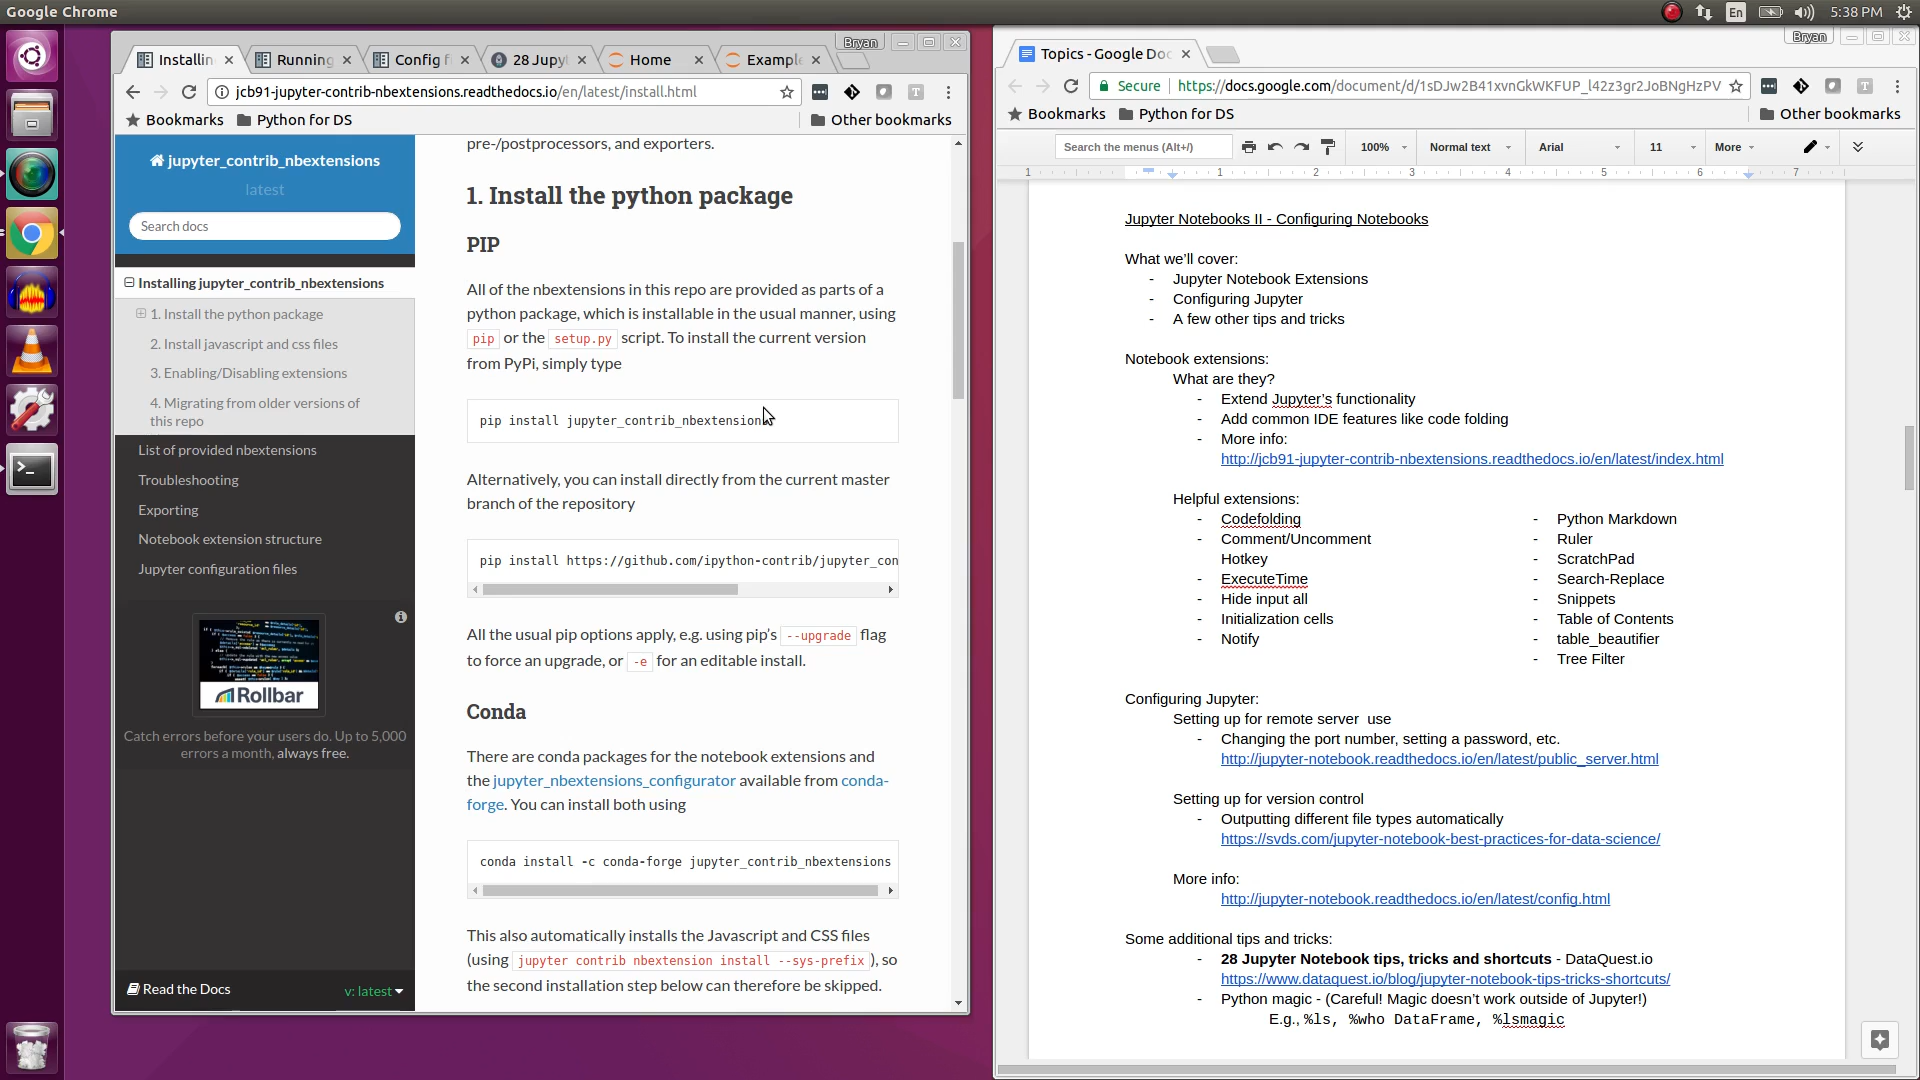 Google Chrome
En
5:38 PM
Installin
Running
Config f
28 Jupyt
Home
Example
Bryan
jcb91-jupyter-contrib-nbextensions.readthedocs.io/en/latest/install.html
Bookmarks
Python for DS
Other bookmarks
jupyter_contrib_nbextensions
latest
Search docs
Installing jupyter_contrib_nbextensions
1. Install the python package
2. Install javascript and css files
3. Enabling/Disabling extensions
4. Migrating from older versions of
this repo
List of provided nbextensions
Troubleshooting
Exporting
Notebook extension structure
Jupyter configuration files
Rollbar
Catch errors before your users do. Up to 5,000
errors a month, always free.
Read the Docs
v: latest
pre-/postprocessors, and exporters.
1. Install the python package
PIP
All of the nbextensions in this repo are provided as parts of a
python package, which is installable in the usual manner, using
pip or the setup.py script. To install the current version
from PyPi, simply type
pip install jupyter_contrib_nbextension
Alternatively, you can install directly from the current master
branch of the repository
pip install https://github.com/ipython-contrib/jupyter_con
All the usual pip options apply, e.g. using pip's --upgrade flag
to force an upgrade, or -e for an editable install.
Conda
There are conda packages for the notebook extensions and
the jupyter_nbextensions_configurator available from conda-
forge. You can install both using
conda install -c conda-forge jupyter_contrib_nbextensions
This also automatically installs the Javascript and CSS files
(using jupyter contrib nbextension install --sys-prefix ), so
the second installation step below can therefore be skipped.
Topics - Google Doc
Bryan
Secure
https://docs.google.com/document/d/1sDJw2B41xvnGkWKFUP_l42z3gr2JoBNgHzPV
Bookmarks
Python for DS
Other bookmarks
Search the menus (Alt+/)
100%
Normal text
Arial
11
More
1 1 2 3 4 5 6 7
Jupyter Notebooks II - Configuring Notebooks
What we'll cover:
- Jupyter Notebook Extensions
- Configuring Jupyter
- A few other tips and tricks
Notebook extensions:
What are they?
- Extend Jupyter's functionality
- Add common IDE features like code folding
- More info:
http://jcb91-jupyter-contrib-nbextensions.readthedocs.io/en/latest/index.html
Helpful extensions:
- Codefolding
- Comment/Uncomment
Hotkey
- ExecuteTime
- Hide input all
- Initialization cells
- Notify
- Python Markdown
- Ruler
- ScratchPad
- Search-Replace
- Snippets
- Table of Contents
- table_beautifier
- Tree Filter
Configuring Jupyter:
Setting up for remote server use
- Changing the port number, setting a password, etc.
http://jupyter-notebook.readthedocs.io/en/latest/public_server.html
Setting up for version control
- Outputting different file types automatically
https://svds.com/jupyter-notebook-best-practices-for-data-science/
More info:
http://jupyter-notebook.readthedocs.io/en/latest/config.html
Some additional tips and tricks:
- 28 Jupyter Notebook tips, tricks and shortcuts - DataQuest.io
https://www.dataquest.io/blog/jupyter-notebook-tips-tricks-shortcuts/
- Python magic - (Careful! Magic doesn't work outside of Jupyter!)
E.g., %ls, %who DataFrame, %lsmagic